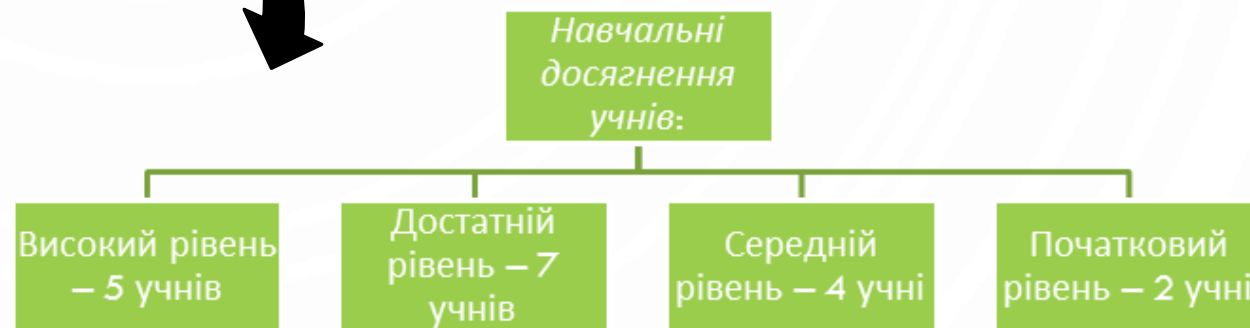 Навчальні
досягнення
учнів:
Високий рівень
– 5 учнів
Достатній
рівень – 7
учнів
Середній
рівень – 4 учні
Початковий
рівень – 2 учні